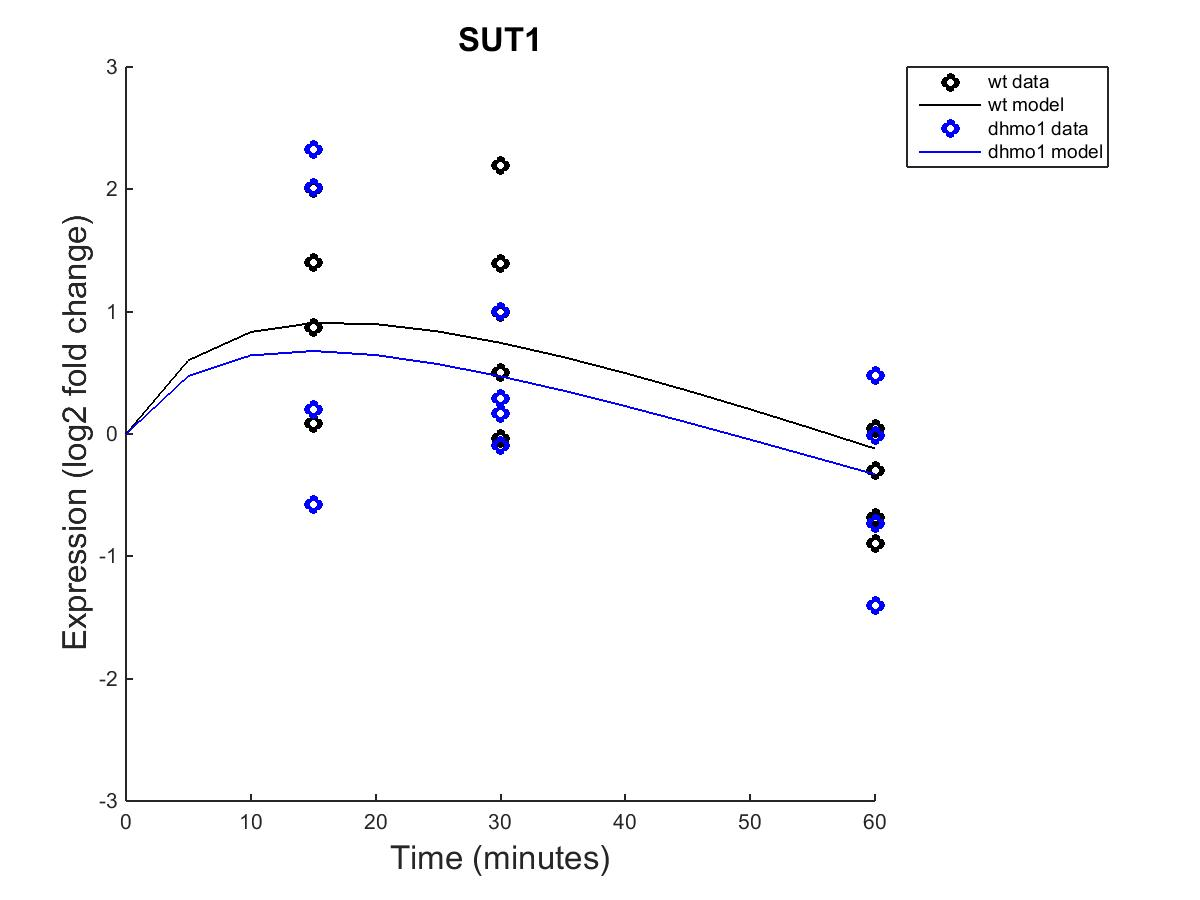 SUT1
wt data
wt model
dhmo1 data
dhmo1 model
Expression (log2 fold change)
3
2
1
0
-1
-2
-3
0 10 20 30 40 50 60
Time (minutes)